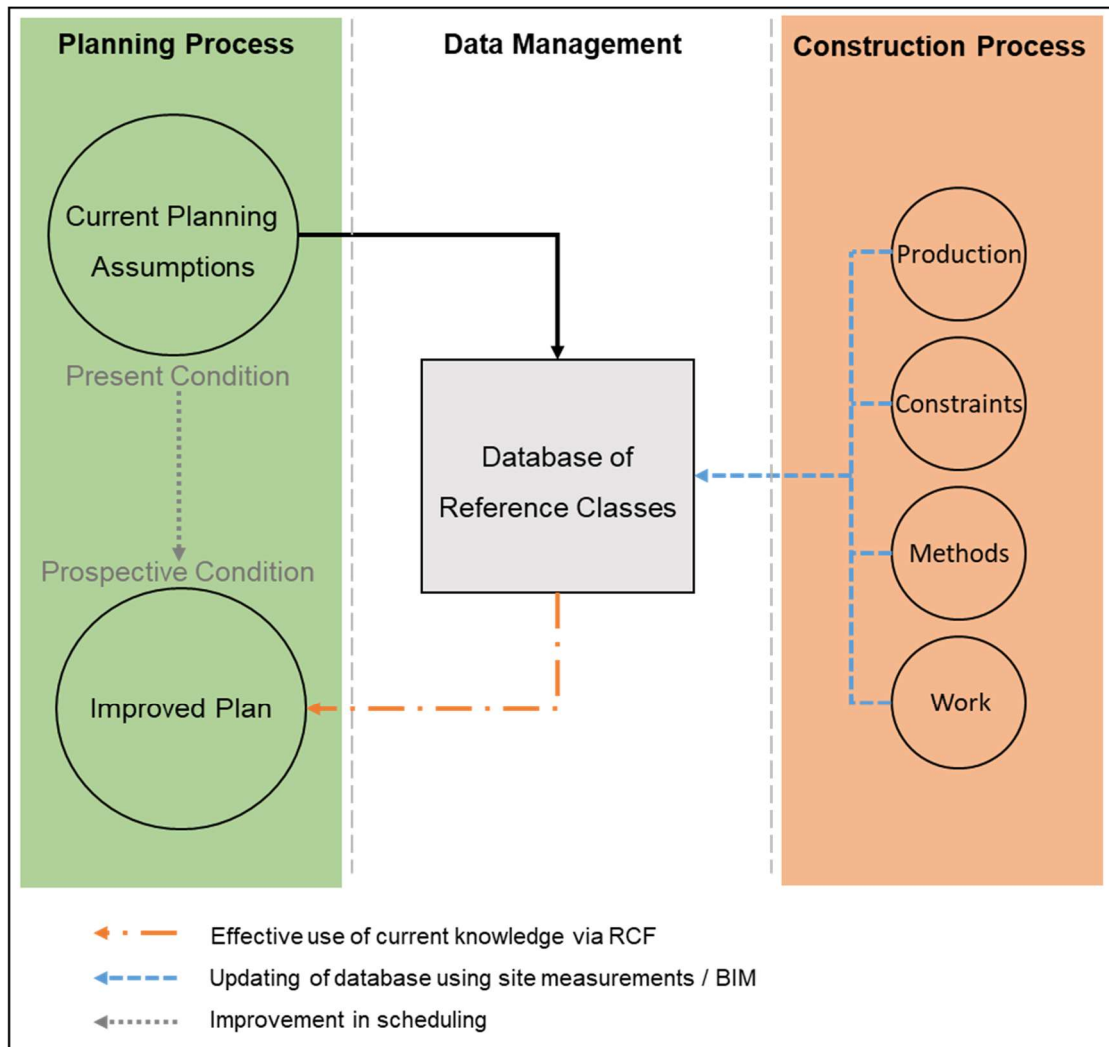 Planning Process
Data Management
Construction Process
Current Planning
Assumptions
Present Condition
Prospective Condition
Improved Plan
Database of
Reference Classes
Production
Constraints
Methods
Work
Effective use of current knowledge via RCF
Updating of database using site measurements / BIM
Improvement in scheduling